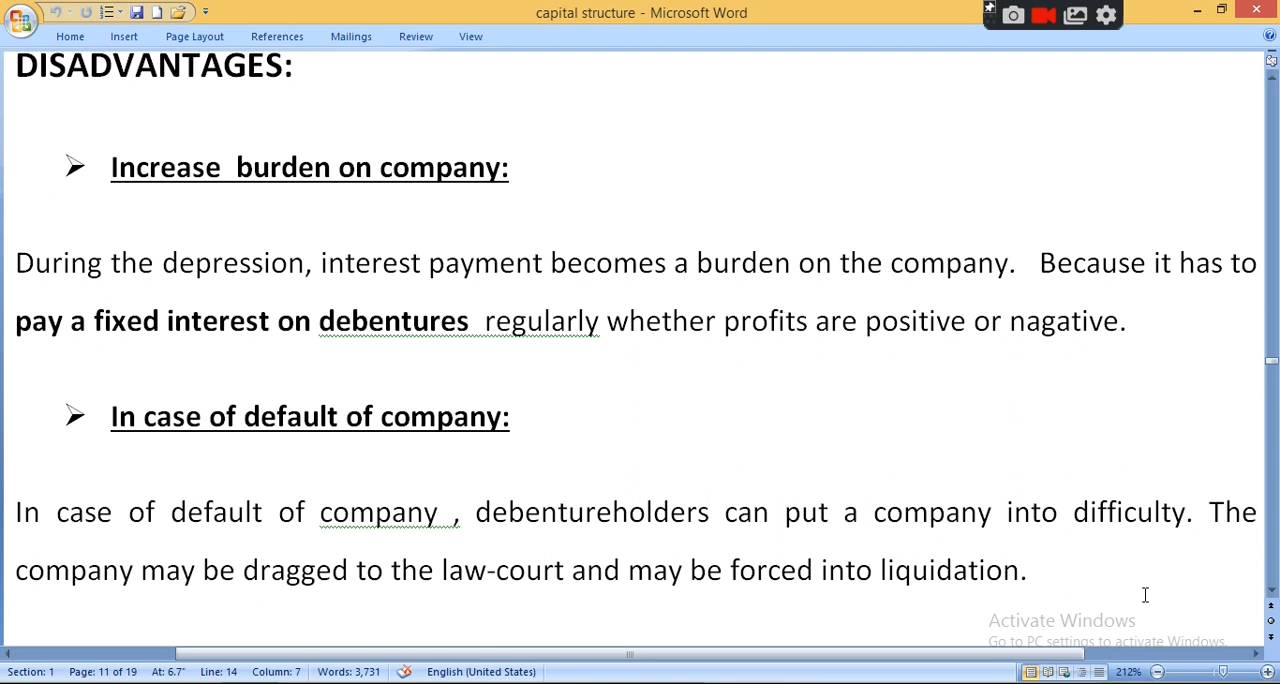 capital structure - Microsoft Word
Home Insert Page Layout References Mailings Review View
DISADVANTAGES:
Increase burden on company:
During the depression, interest payment becomes a burden on the company. Because it has to
pay a fixed interest on debentures regularly whether profits are positive or nagative.
In case of default of company:
In case of default of company , debentureholders can put a company into difficulty. The
company may be dragged to the law-court and may be forced into liquidation.
Activate Windows
Go to PC settings to activate Windows.
Section: 1 Page: 11 of 19 At: 6.7" Line: 14 Column: 7 Words: 3,731 English (United States) 212%